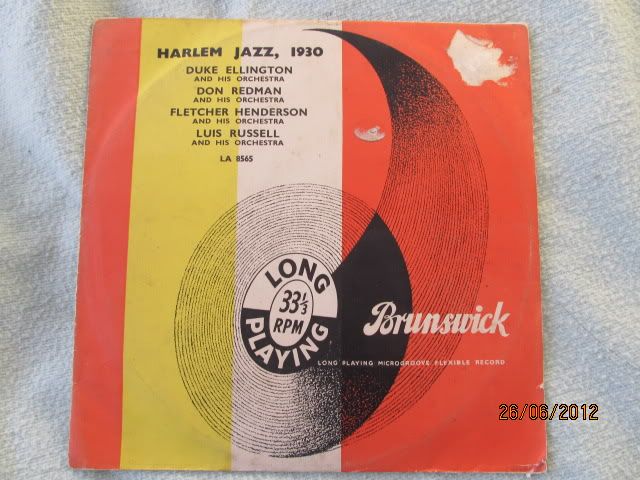 HARLEM JAZZ, 1930
DUKE ELLINGTON
AND HIS ORCHESTRA
DON REDMAN
AND HIS ORCHESTRA
FLETCHER HENDERSON
AND HIS ORCHESTRA
LUIS RUSSELL
AND HIS ORCHESTRA
LA 8565
LONG
33⅓
RPM
PLAYING
Brunswick
LONG PLAYING MICROGROOVE FLEXIBLE RECORD
26/06/2012